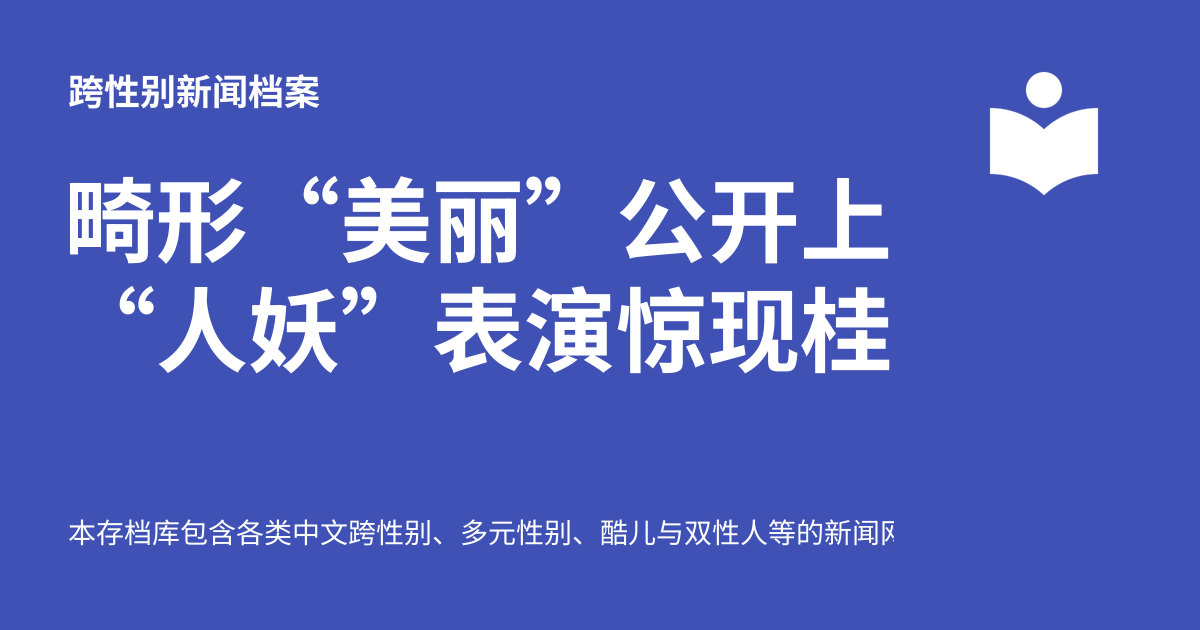 跨性别新闻档案
畸形“美丽”公开上
“人妖”表演惊现桂
本存档库包含各类中文跨性别、多元性别、酷儿与双性人等的新闻